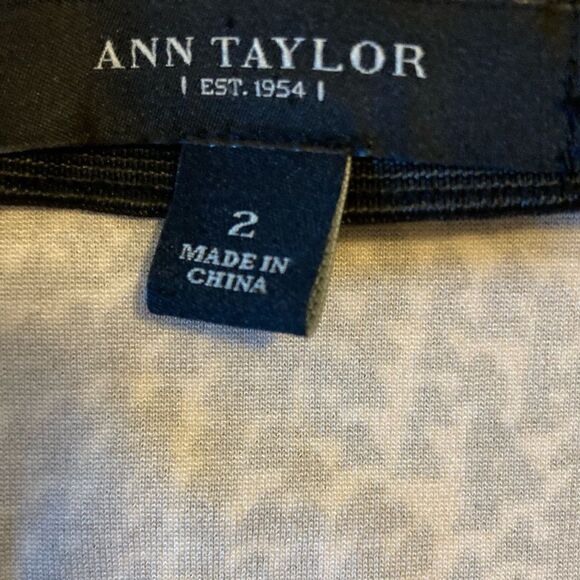 ANN TAYLOR
| EST. 1954 |
2
MADE IN
CHINA